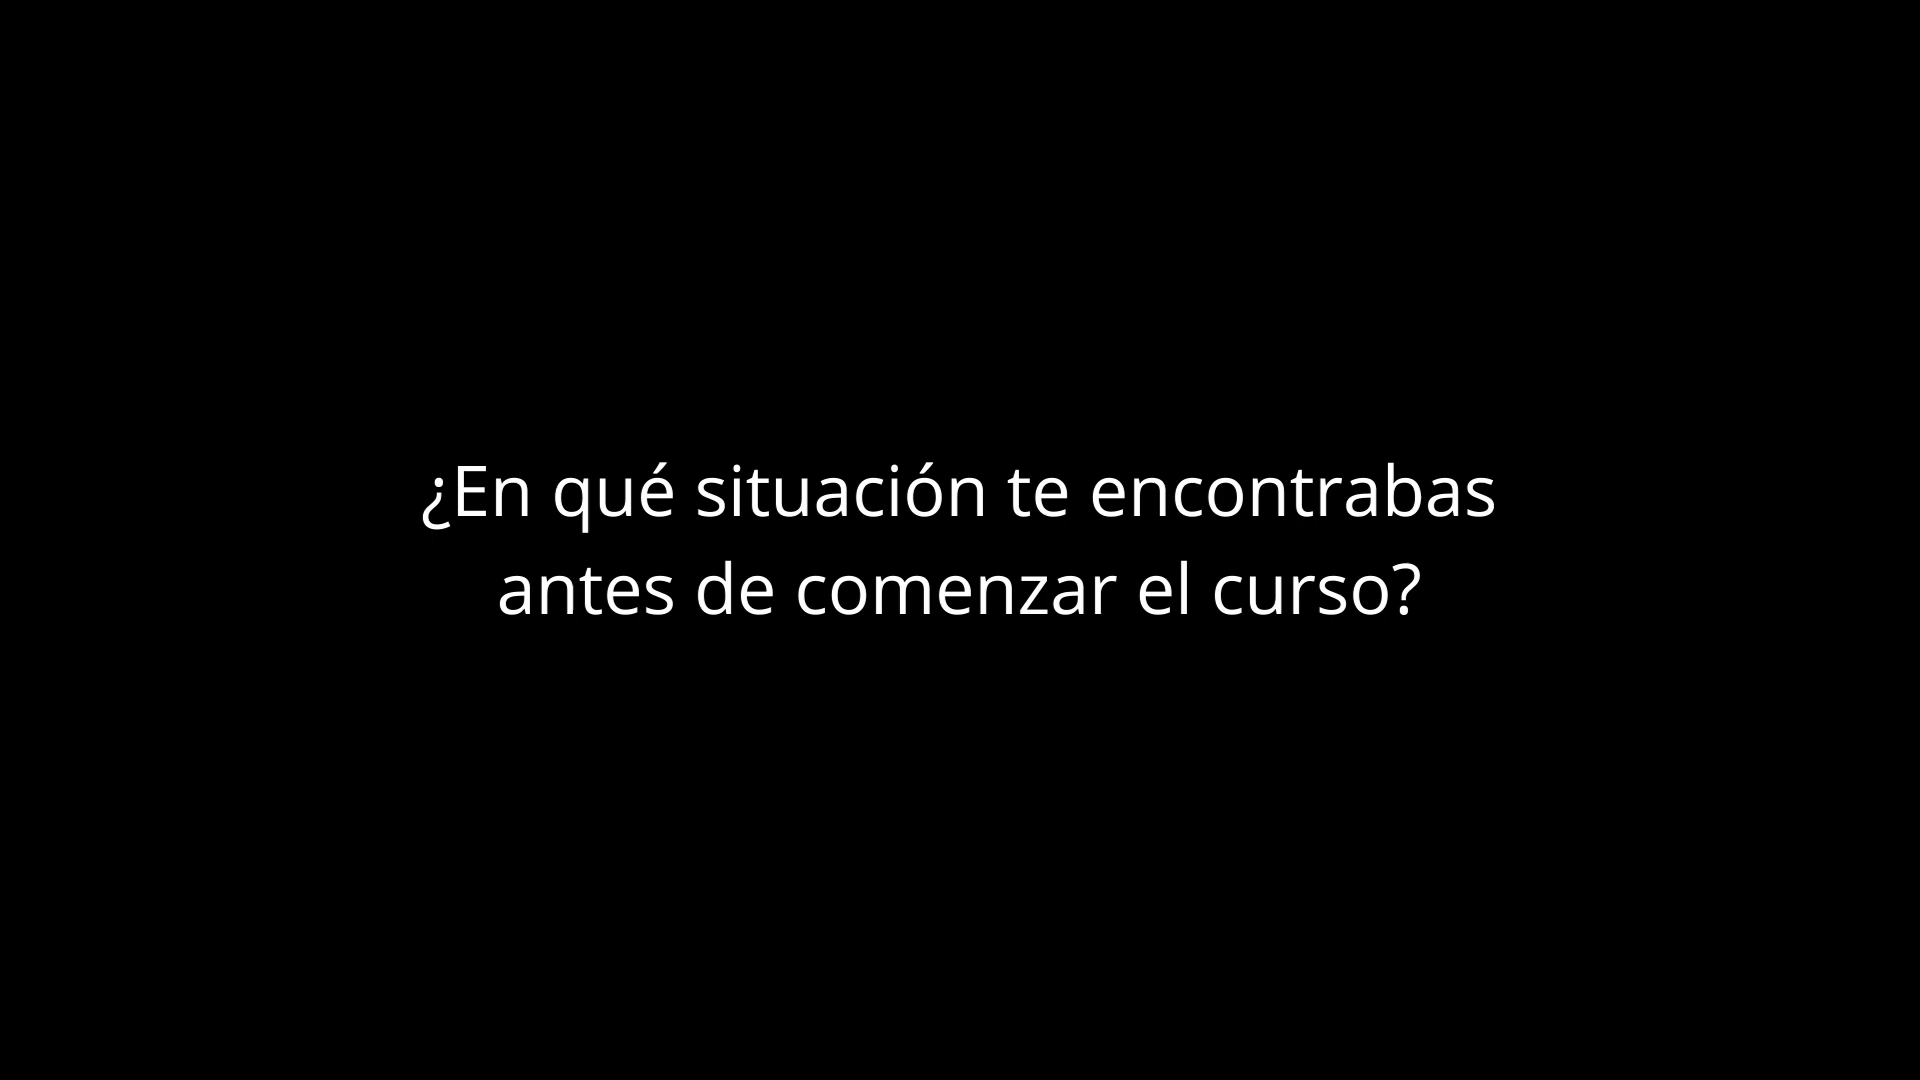 ¿En qué situación te encontrabas
antes de comenzar el curso?